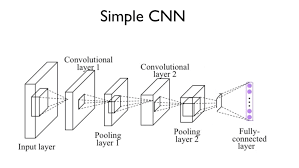 Simple CNN
Convolutional
layer 1
Convolutional
layer 2
Input layer
Pooling
layer 1
Pooling
layer 2
Fully-
connected
layer